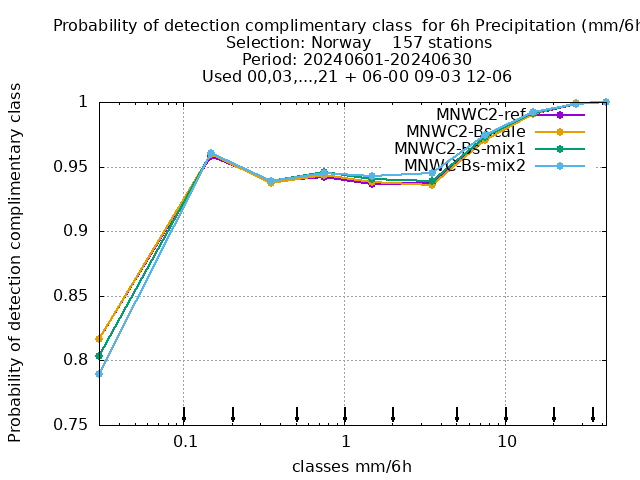 Probability of detection complimentary class  for 6h Precipitation (mm/6h
Selection: Norway    157 stations
Period: 20240601-20240630
Used 00,03,...,21 + 06-00 09-03 12-06
Probability of detection complimentary class
1
0.95
0.9
0.85
0.8
0.75
MNWC2-ref
MNWC2-Bscale
MNWC2-Bs-mix1
MNWC-Bs-mix2
0.1
1
10
classes mm/6h